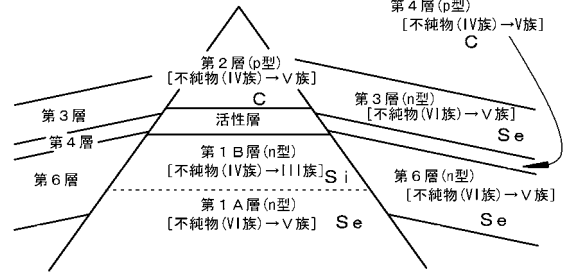 第4層(p型)
[不純物(IV族)→V族]
C
第2層(p型)
[不純物(IV族)→V族]
C
第3層
第3層(n型)
[不純物(VI族)→V族]
Se
活性層
第4層
第6層
第1B層(n型)
[不純物(IV族)→III族]
Si
第6層(n型)
[不純物(VI族)→V族]
Se
第1A層(n型)
[不純物(VI族)→V族]
Se